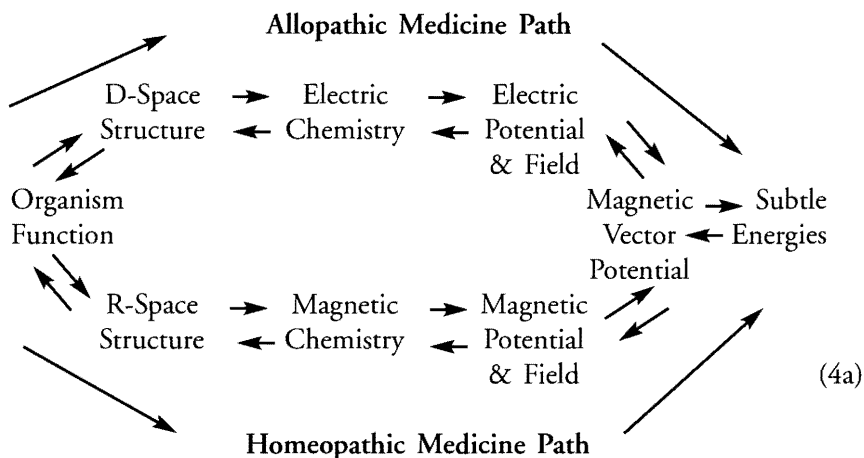 Allopathic Medicine Path
D-Space Electric Electric
Structure Chemistry Potential
& Field
Organism Magnetic Subtle
Function Vector Energies
Potential
R-Space Magnetic Magnetic
Structure Chemistry Potential
& Field
(4a)
Homeopathic Medicine Path